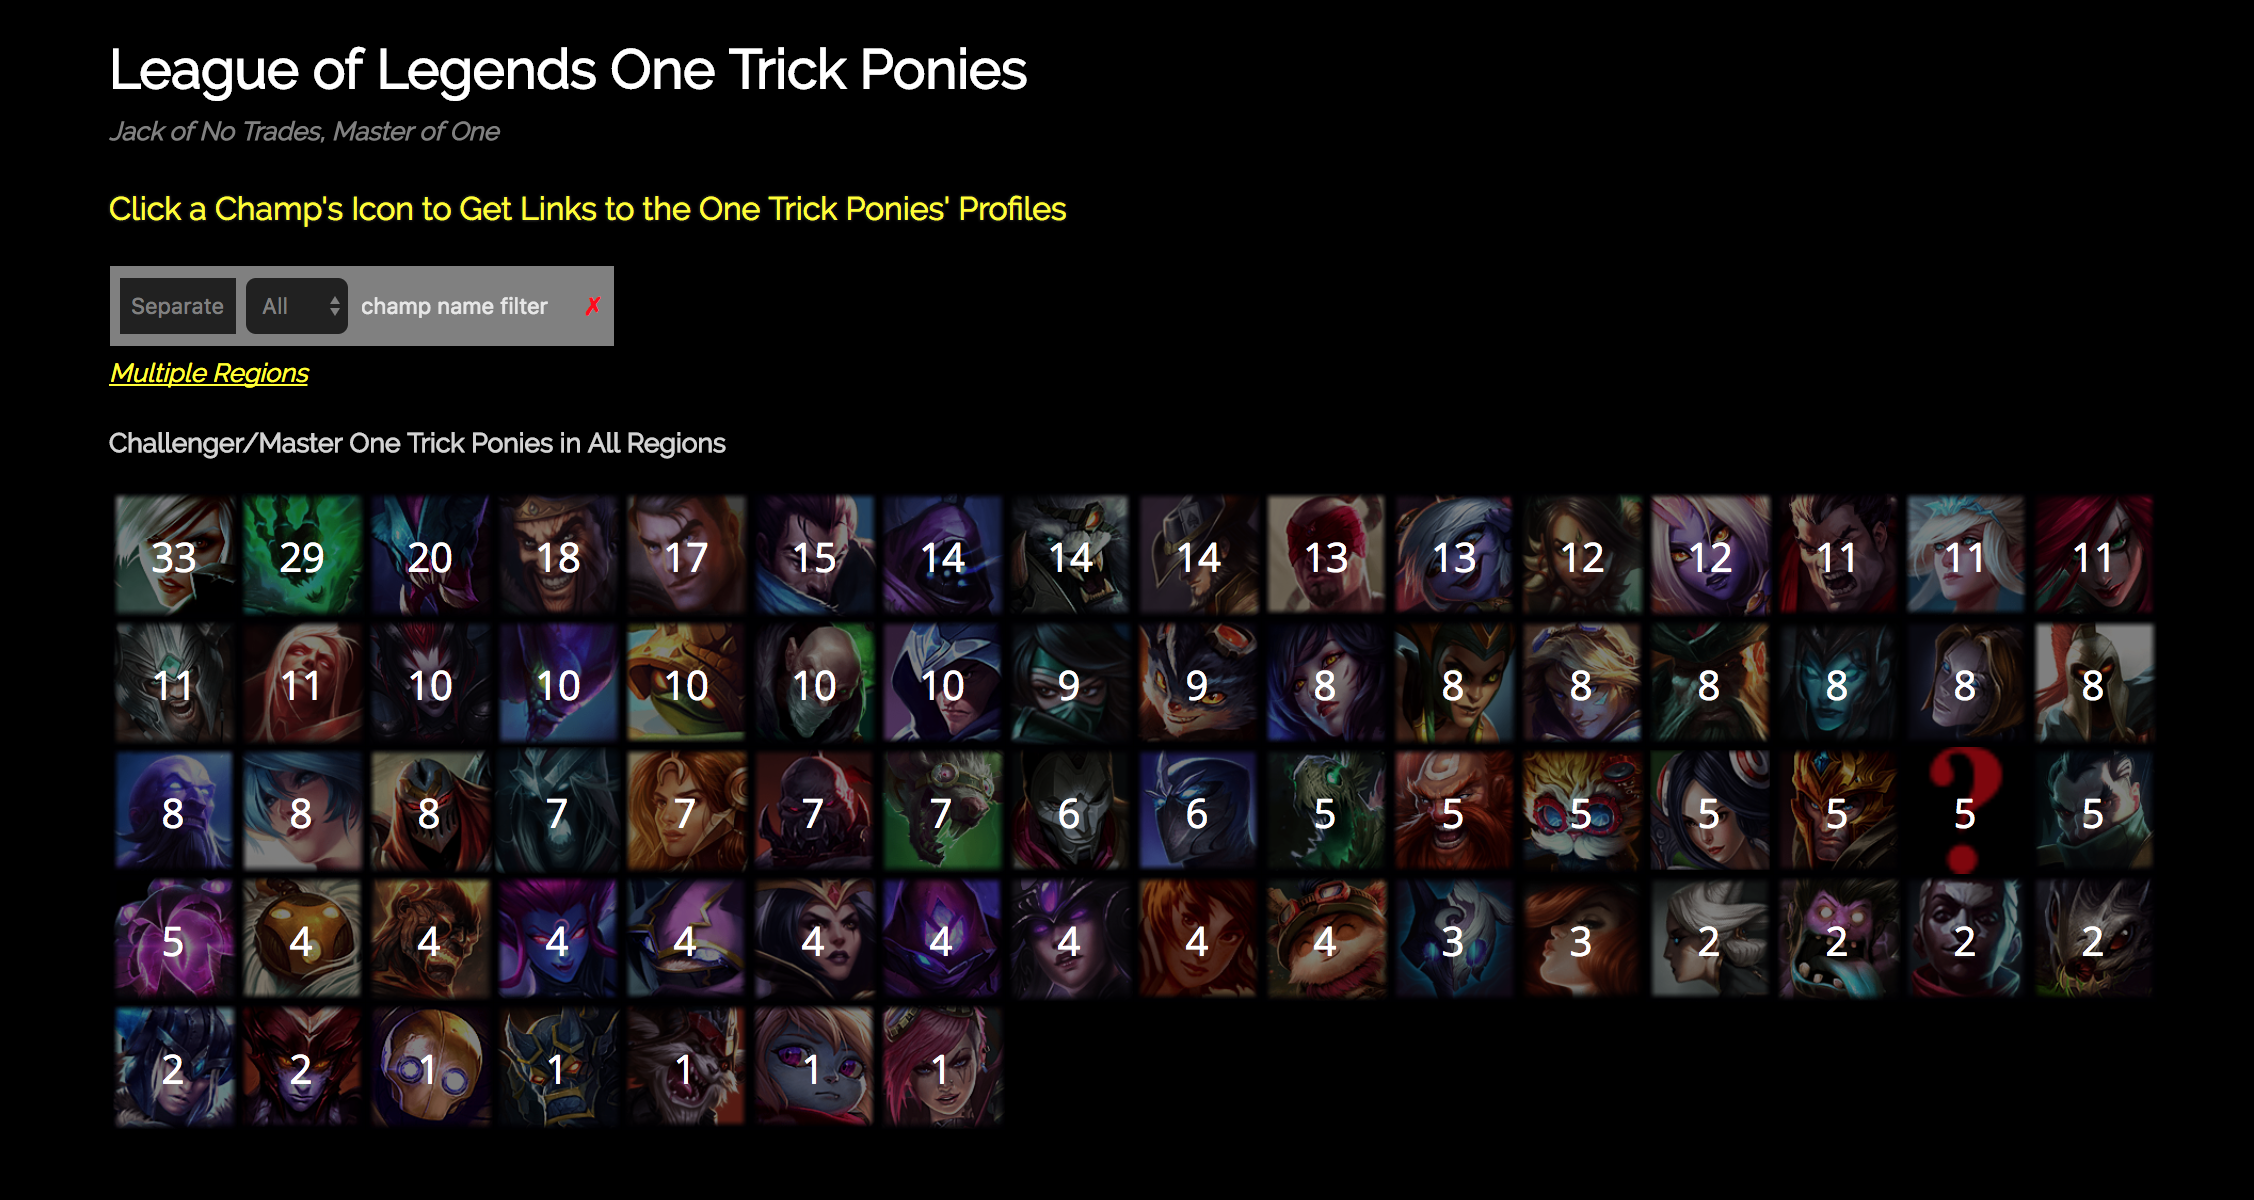 League of Legends One Trick Ponies
Jack of No Trades, Master of One
Click a Champ's Icon to Get Links to the One Trick Ponies' Profiles
Separate All champ name filter ✗
Multiple Regions
Challenger/Master One Trick Ponies in All Regions
33 29 20 18 17 15 14 14 14 13 13 12 12 11 11 11
11 11 10 10 10 10 10 9 9 8 8 8 8 8 8 8
8 8 8 7 7 7 7 6 6 5 5 5 5 5 ? 5 5
5 4 4 4 4 4 4 4 4 4 3 3 2 2 2 2
2 2 1 1 1 1 1